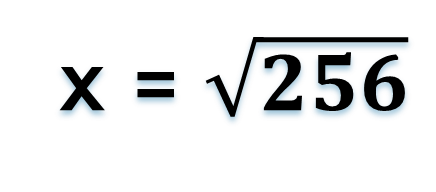 x = √256